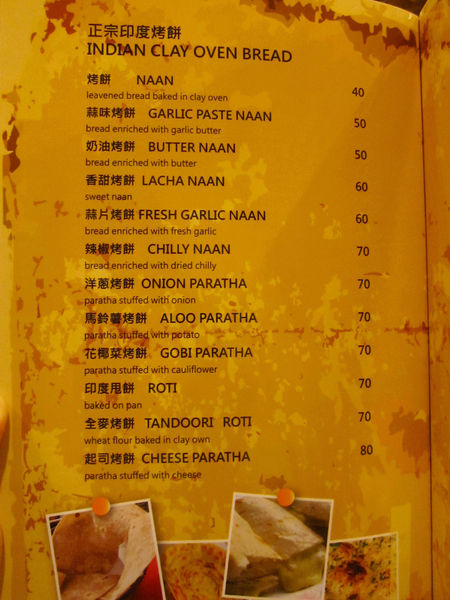 正宗印度烤餅
INDIAN CLAY OVEN BREAD
烤餅 NAAN 40
leavened bread baked in clay oven
蒜味烤餅 GARLIC PASTE NAAN 50
bread enriched with garlic butter
奶油烤餅 BUTTER NAAN 50
bread enriched with butter
香甜烤餅 LACHA NAAN 60
sweet naan
蒜片烤餅 FRESH GARLIC NAAN 60
bread enriched with fresh garlic
辣椒烤餅 CHILLY NAAN 70
bread enriched with dried chilly
洋蔥烤餅 ONION PARATHA 70
paratha stuffed with onion
馬鈴薯烤餅 ALOO PARATHA 70
paratha stuffed with potato
花椰菜烤餅 GOBI PARATHA 70
paratha stuffed with cauliflower
印度甩餅 ROTI 70
baked on pan
全麥烤餅 TANDOORI ROTI 70
wheat flour baked in clay own
起司烤餅 CHEESE PARATHA 80
paratha stuffed with cheese